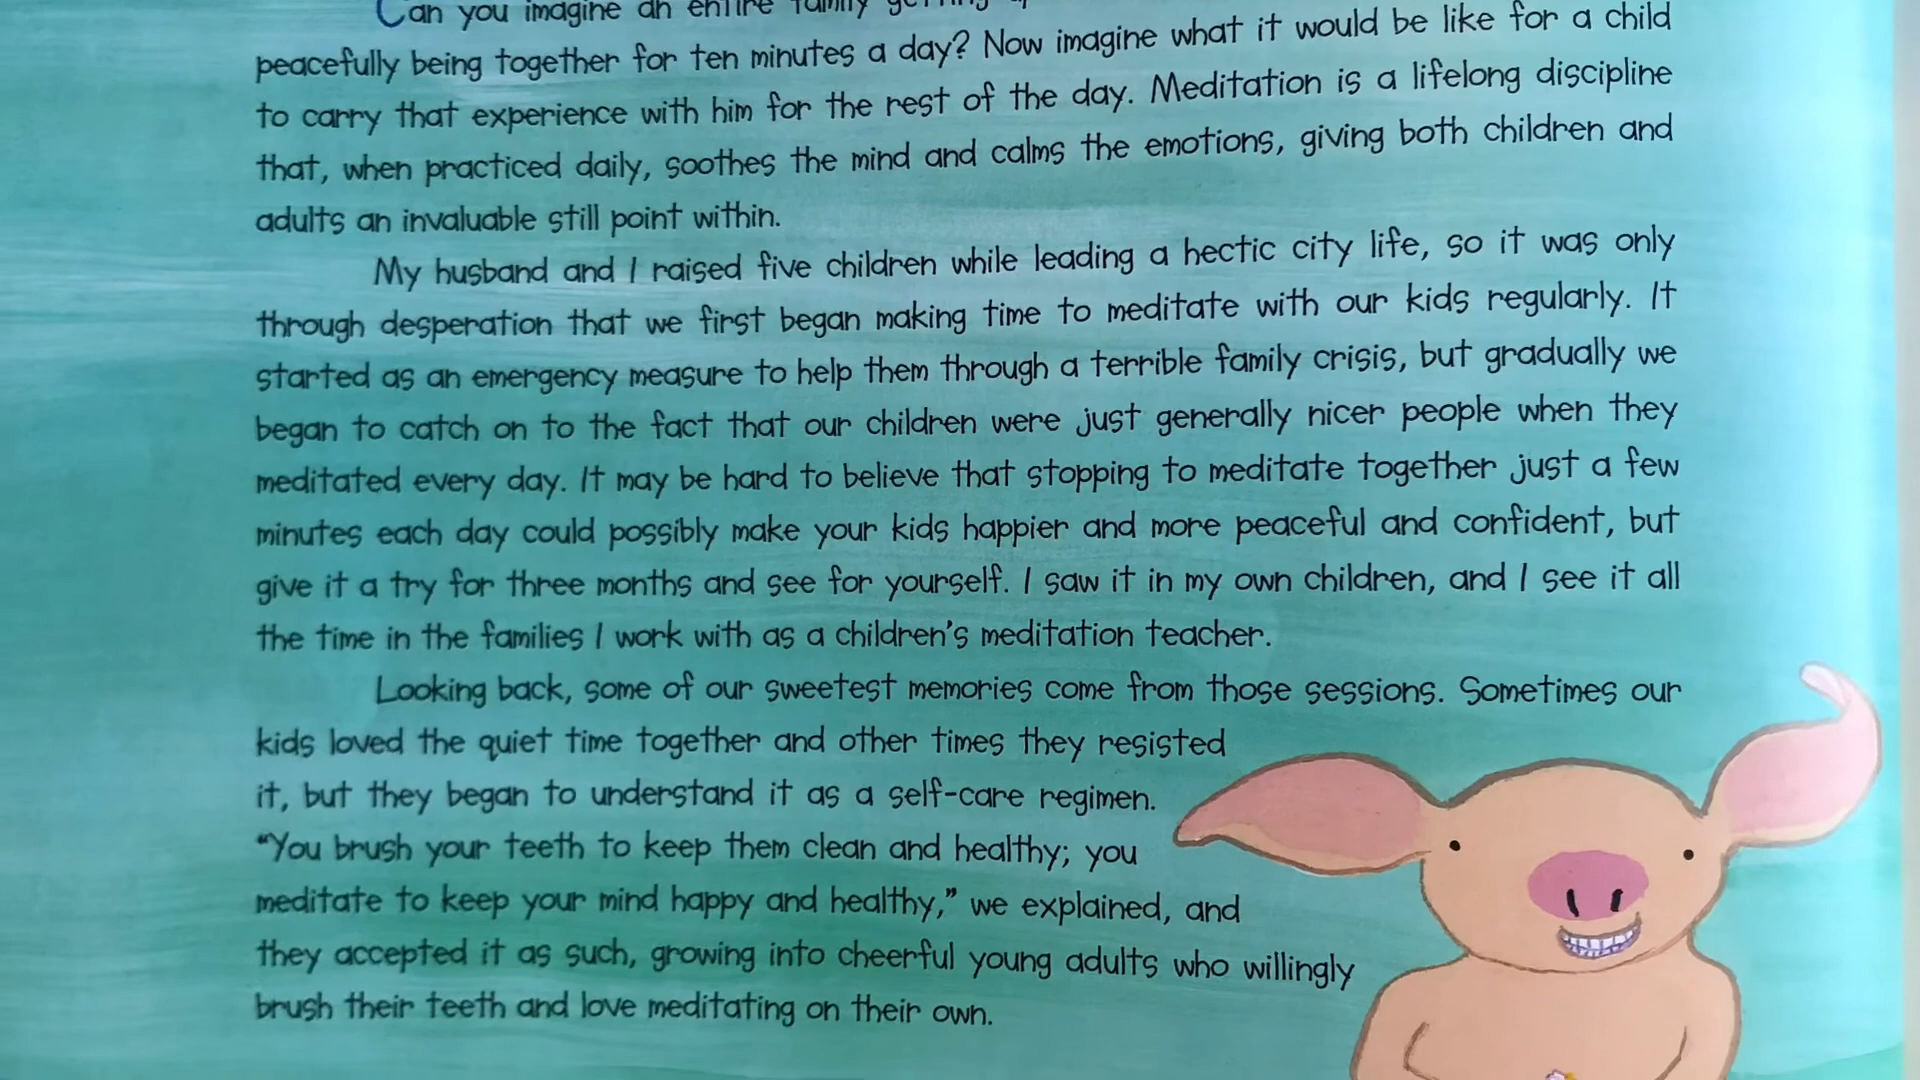 Can you imagine an entire family
peacefully being together for ten minutes a day? Now imagine what it would be like for a child
to carry that experience with him for the rest of the day. Meditation is a lifelong discipline
that, when practiced daily, soothes the mind and calms the emotions, giving both children and
adults an invaluable still point within.
My husband and I raised five children while leading a hectic city life, so it was only
through desperation that we first began making time to meditate with our kids regularly. It
started as an emergency measure to help them through a terrible family crisis, but gradually we
began to catch on to the fact that our children were just generally nicer people when they
meditated every day. It may be hard to believe that stopping to meditate together just a few
minutes each day could possibly make your kids happier and more peaceful and confident, but
give it a try for three months and see for yourself. I saw it in my own children, and I see it all
the time in the families I work with as a children's meditation teacher.
Looking back, some of our sweetest memories come from those sessions. Sometimes our
kids loved the quiet time together and other times they resisted
it, but they began to understand it as a self-care regimen.
“You brush your teeth to keep them clean and healthy; you
meditate to keep your mind happy and healthy,” we explained, and
they accepted it as such, growing into cheerful young adults who willingly
brush their teeth and love meditating on their own.